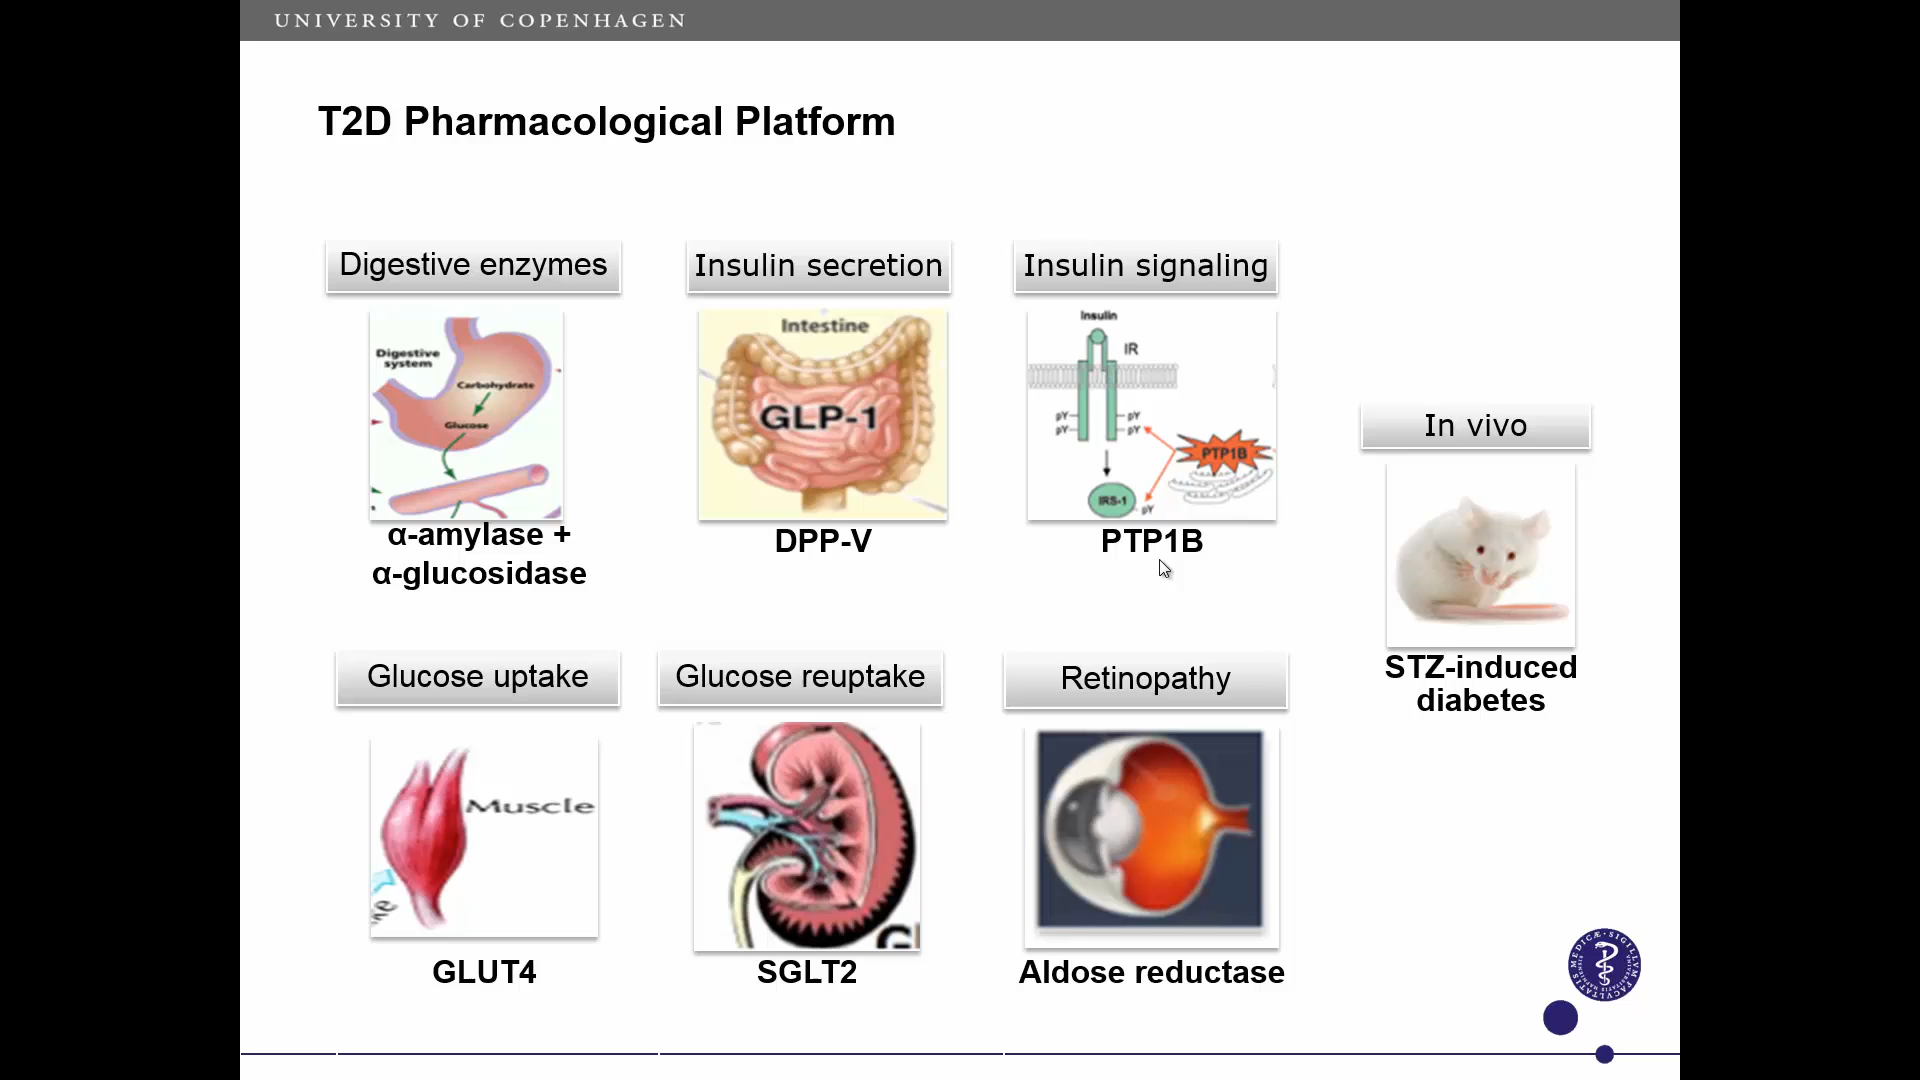 UNIVERSITY OF COPENHAGEN
T2D Pharmacological Platform
Digestive enzymes
Digestive
system
Carbohydrate
Glucose
α-amylase +
α-glucosidase
Insulin secretion
Intestine
GLP-1
DPP-V
Insulin signaling
Insulin
IR
pY
pY
pY
pY
PTP1B
IRS-1
pY
PTP1B
In vivo
STZ-induced
diabetes
Glucose uptake
Muscle
GLUT4
Glucose reuptake
SGLT2
Retinopathy
Aldose reductase